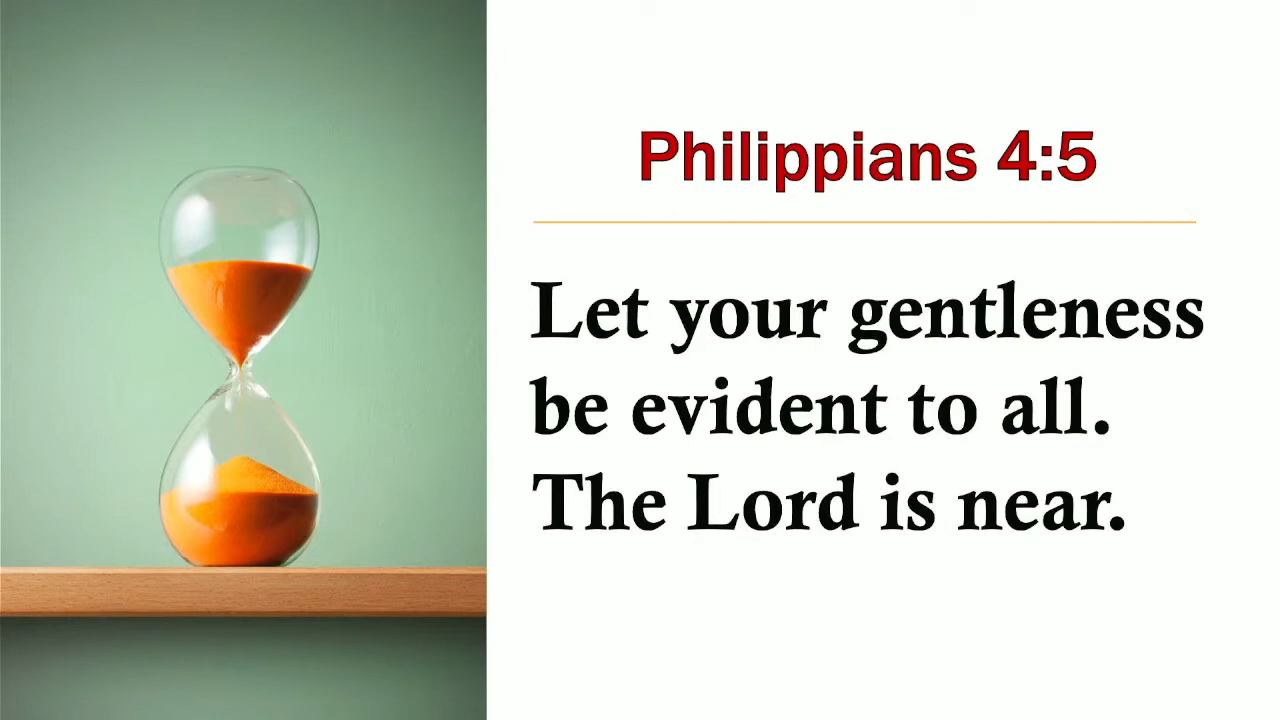 Philippians 4:5
Let your gentleness
be evident to all.
The Lord is near.